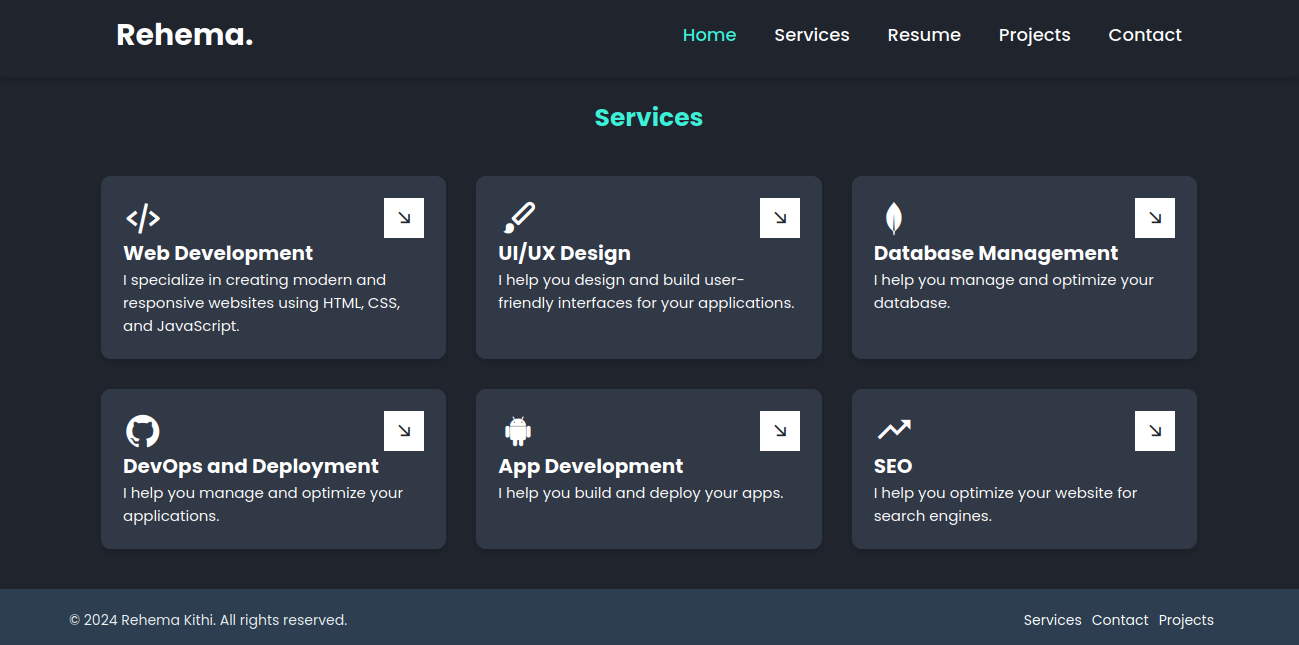 Rehema.
Home Services Resume Projects Contact
Services
Web Development
I specialize in creating modern and
responsive websites using HTML, CSS,
and JavaScript.
UI/UX Design
I help you design and build user-
friendly interfaces for your applications.
Database Management
I help you manage and optimize your
database.
DevOps and Deployment
I help you manage and optimize your
applications.
App Development
I help you build and deploy your apps.
SEO
I help you optimize your website for
search engines.
© 2024 Rehema Kithi. All rights reserved.
Services Contact Projects